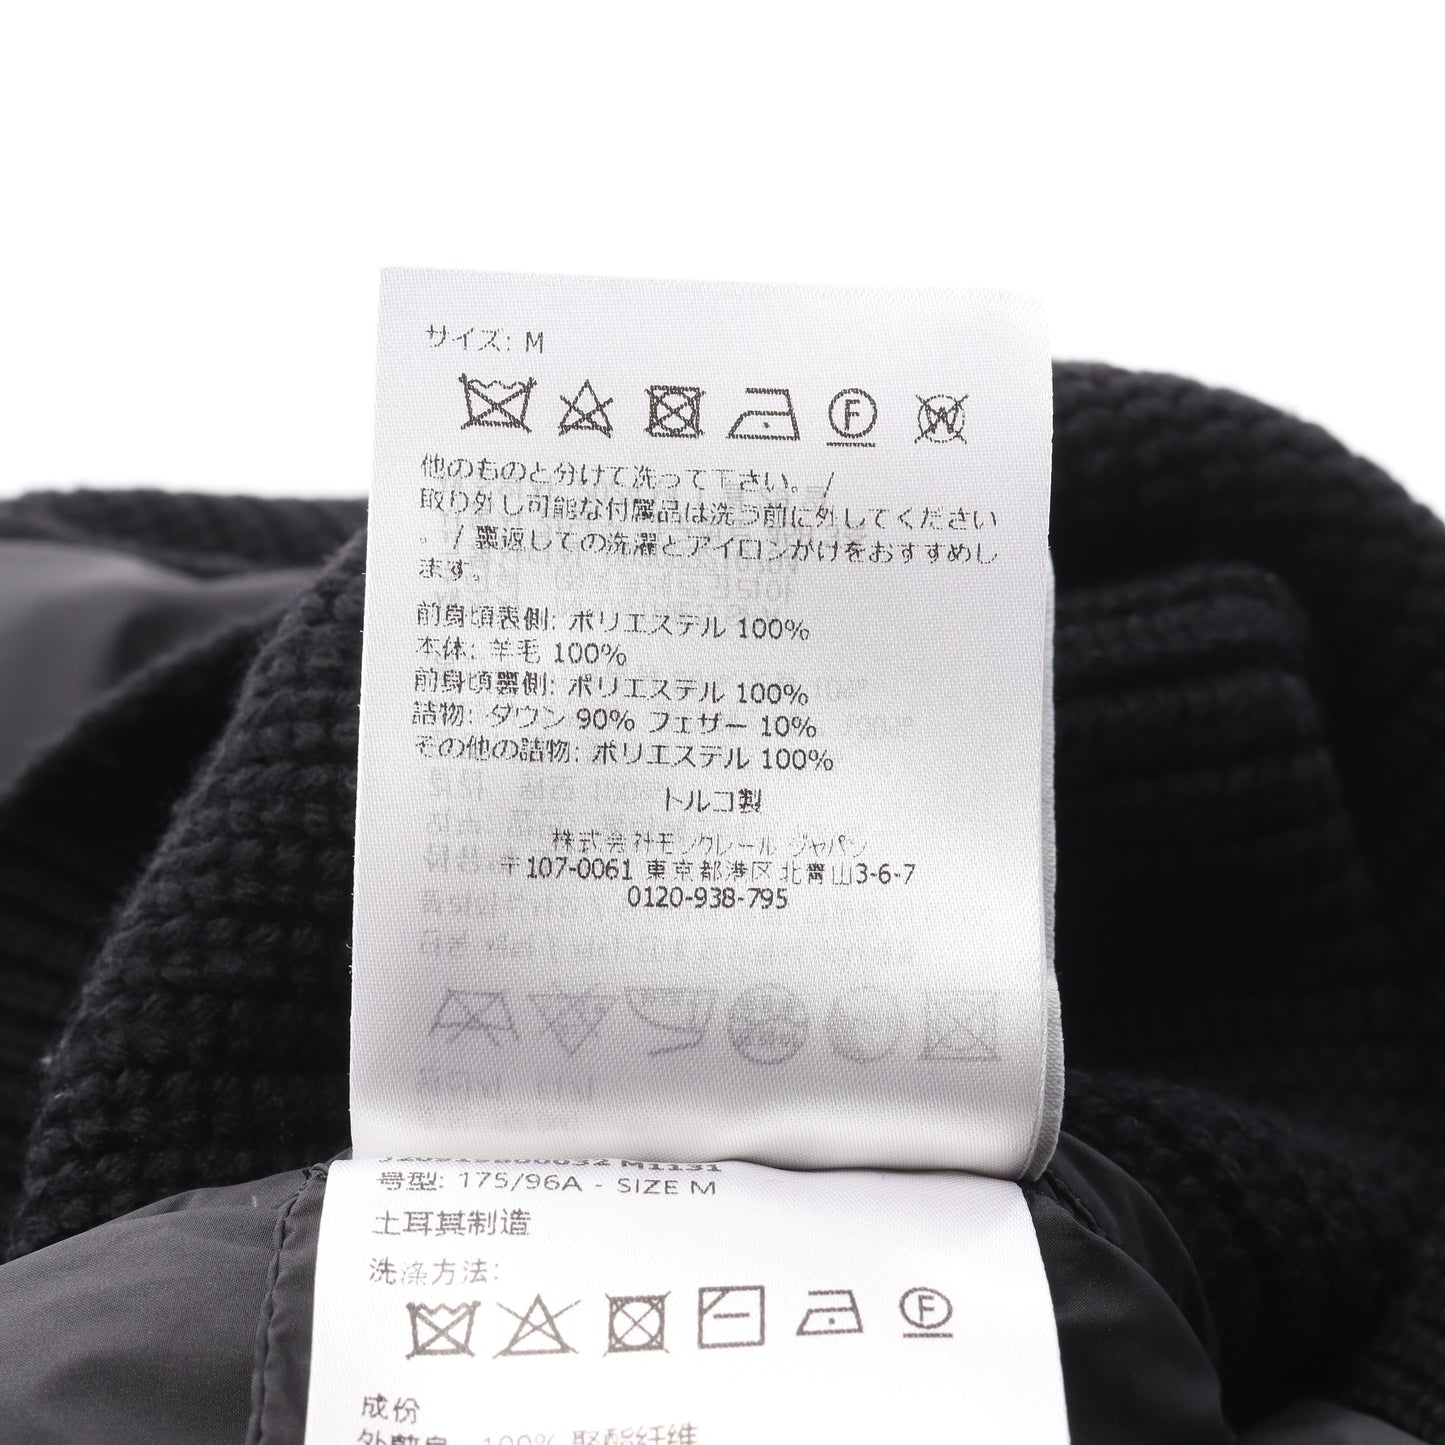 サイズ: M
F
W
他のものと分けて洗って下さい。/
取り外し可能な付属品は洗う前に外してください
。/ 裏返しての洗濯とアイロンがけをおすすめし
ます。
前身頃表側: ポリエステル 100%
本体: 羊毛 100%
前身頃裏側: ポリエステル 100%
詰物: ダウン 90% フェザー 10%
その他の詰物: ポリエステル 100%
トルコ製
株式会社モンクレール ジャパン
〒107-0061 東京都港区北青山3-6-7
0120-938-795
M1131
号型: 175/96A - SIZE M
土耳其制造
洗涤方法:
F
成份
100% 聚酯纤维